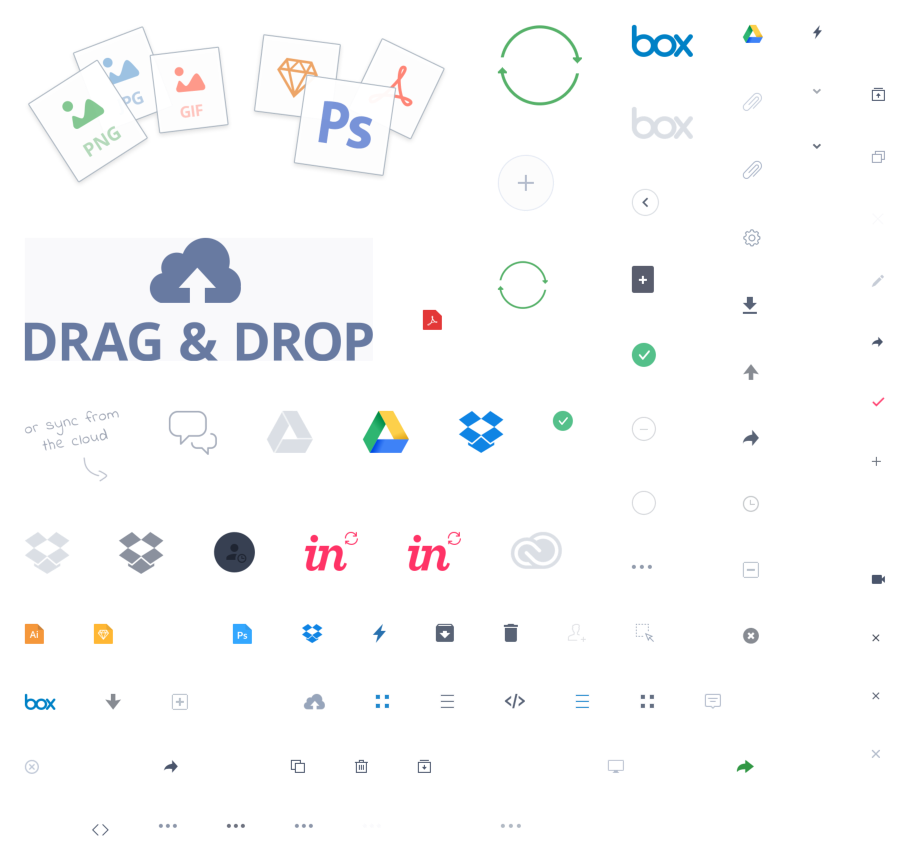 PNG
JPG
GIF
Ps
box
box
DRAG & DROP
or sync from
the cloud
in
in
Ai
Ps
box